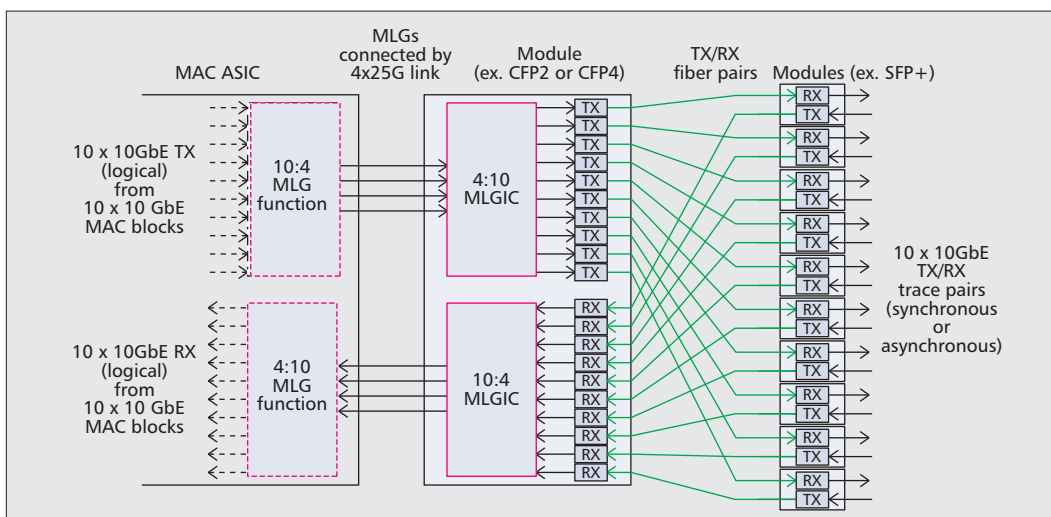 MAC ASIC
MLGs
connected by
4x25G link
Module
(ex. CFP2 or CFP4)
TX/RX
fiber pairs
Modules (ex. SFP+)
10 x 10GbE TX
(logical)
from
10 x 10 GbE
MAC blocks
10:4
MLG
function
4:10
MLGIC
TX
TX
TX
TX
TX
TX
TX
TX
TX
TX
10 x 10GbE RX
(logical)
from
10 x 10 GbE
MAC blocks
4:10
MLG
function
10:4
MLGIC
RX
RX
RX
RX
RX
RX
RX
RX
RX
RX
RX
TX
RX
TX
RX
TX
RX
TX
RX
TX
RX
TX
RX
TX
RX
TX
RX
TX
RX
TX
10 x 10GbE
TX/RX
trace pairs
(synchronous
or
asynchronous)